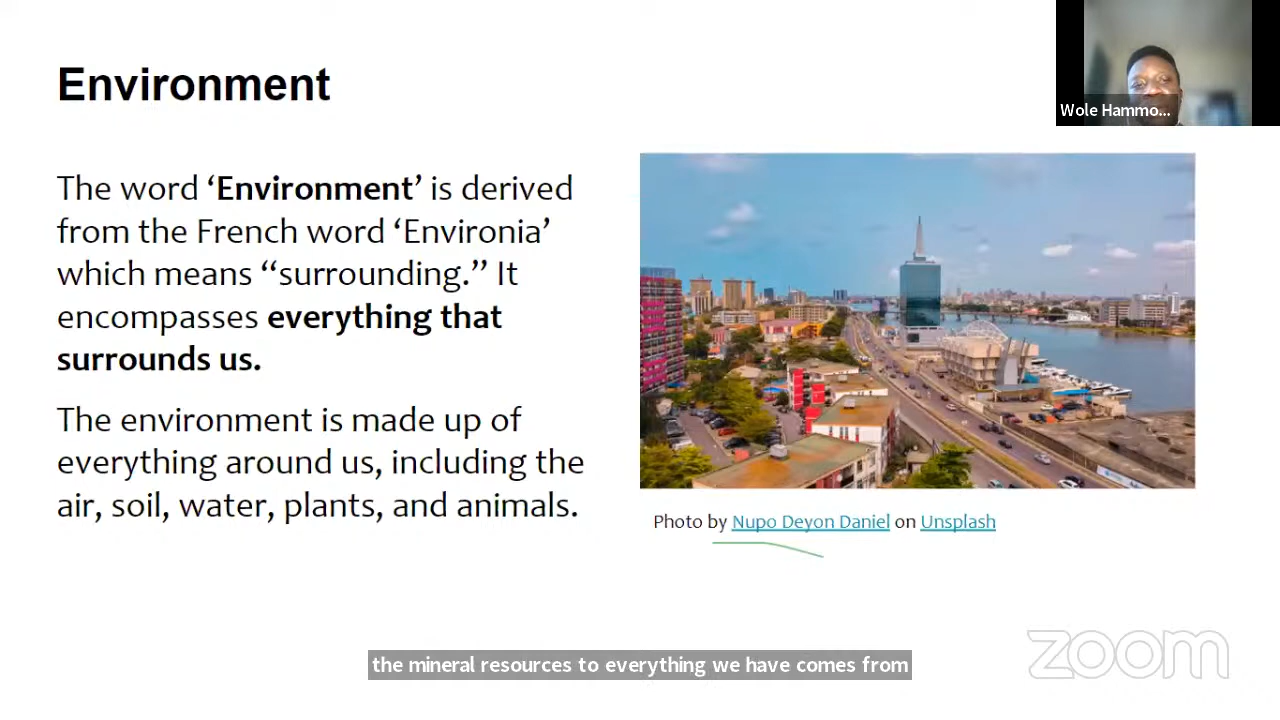 Environment
Wole Hammo...
The word ‘Environment’ is derived
from the French word ‘Environia’
which means “surrounding.” It
encompasses everything that
surrounds us.
The environment is made up of
everything around us, including the
air, soil, water, plants, and animals.
Photo by Nupo Deyon Daniel on Unsplash
the mineral resources to everything we have comes from
zoom